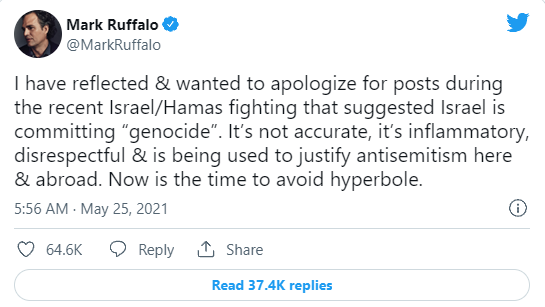 Mark Ruffalo
@MarkRuffalo
I have reflected & wanted to apologize for posts during
the recent Israel/Hamas fighting that suggested Israel is
committing “genocide”. It’s not accurate, it’s inflammatory,
disrespectful & is being used to justify antisemitism here
& abroad. Now is the time to avoid hyperbole.
5:56 AM · May 25, 2021
64.6K Reply Share
Read 37.4K replies